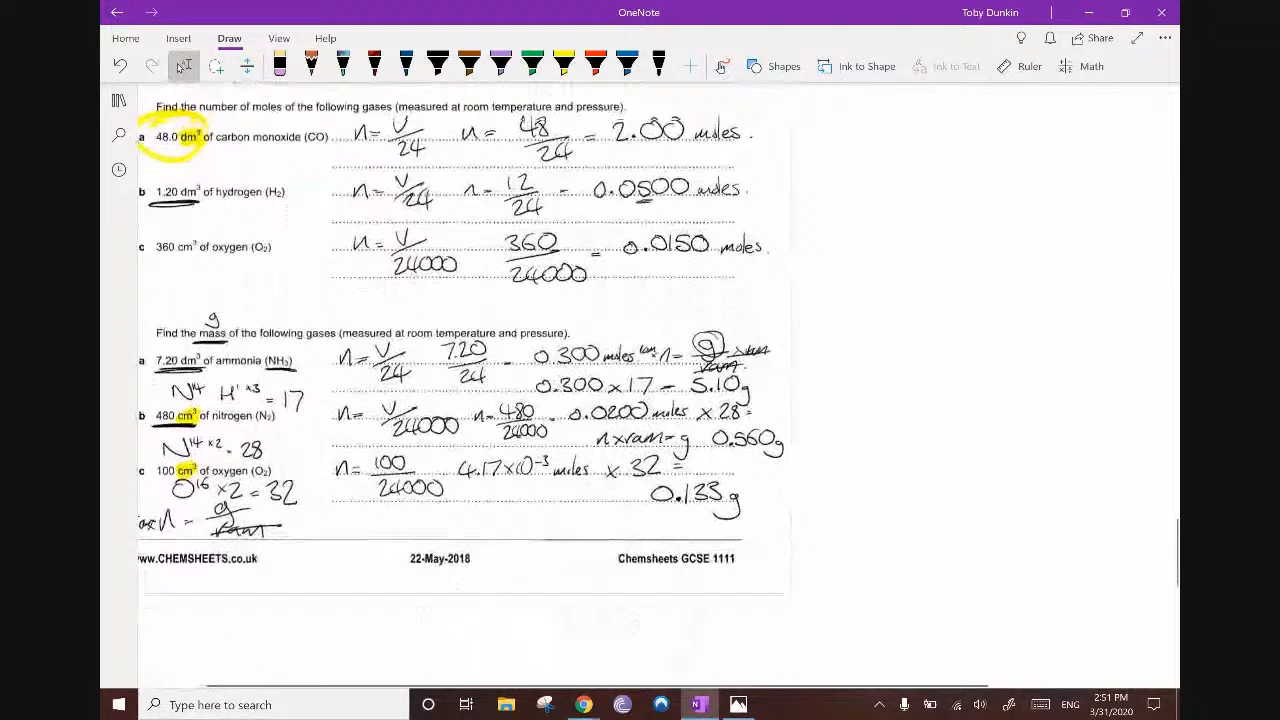 OneNote
Toby Dunkin
Home Insert Draw View Help
Share
Shapes Ink to Shape Ink to Text Ruler Math
Find the number of moles of the following gases (measured at room temperature and pressure).
a 48.0 dm³ of carbon monoxide (CO) n = V/24 n = 48/24 = 2.00 moles.
b 1.20 dm³ of hydrogen (H₂) n = V/24 n = 12/24 = 0.0500 moles.
c 360 cm³ of oxygen (O₂) n = V/24000 360/24000 = 0.0150 moles.
g
Find the mass of the following gases (measured at room temperature and pressure).
a 7.20 dm³ of ammonia (NH₃) n = V/24 7.20/24 = 0.300 moles ram × n = g/ram × ram
N¹⁴ H¹ ×3 = 17 0.300 × 17 = 5.10g
b 480 cm³ of nitrogen (N₂) n = V/24000 n = 480/24000 = 0.0200 moles × 28 =
N¹⁴ ×2 = 28 n × ram = g 0.560g
c 100 cm³ of oxygen (O₂) n = 100/24000 4.17×10⁻³ moles × 32 =
O¹⁶ × 2 = 32 0.133 g
n = g/ram
www.CHEMSHEETS.co.uk 22-May-2018 Chemsheets GCSE 1111
Type here to search
ENG
2:51 PM
3/31/2020